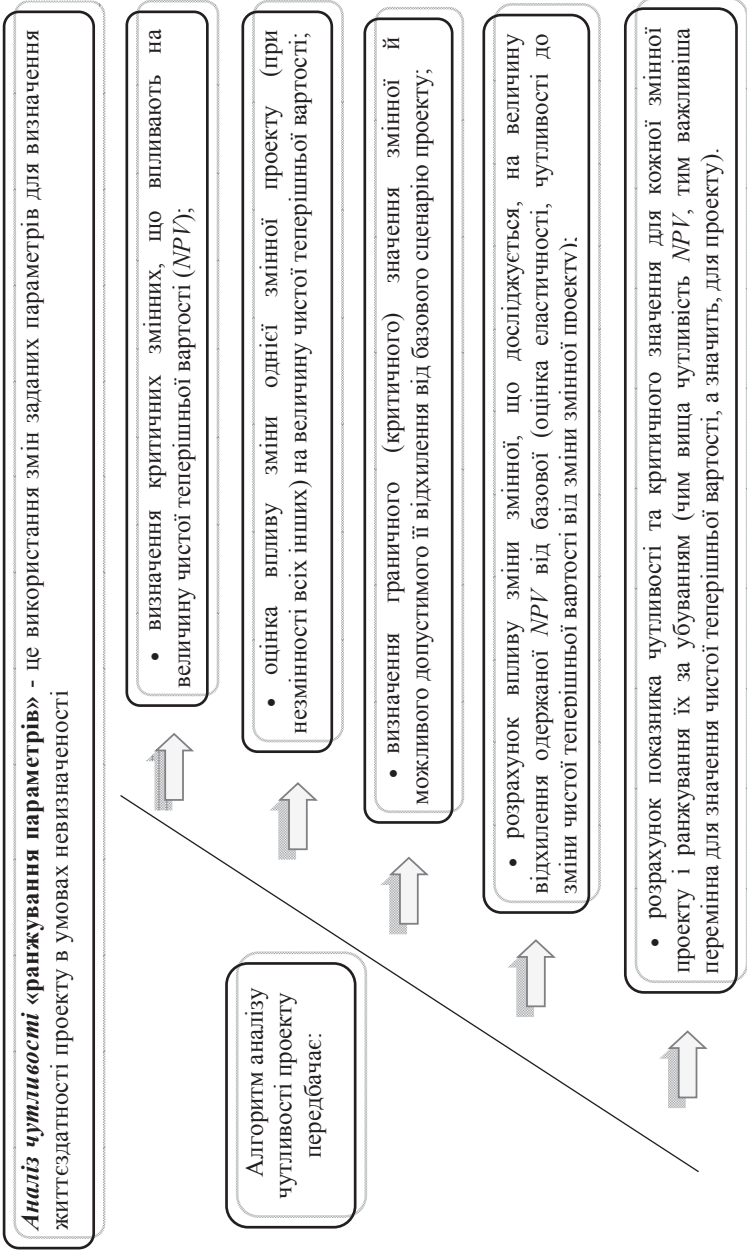 Аналіз чутливості «ранжування параметрів» - це використання змін заданих параметрів для визначення
життєздатності проекту в умовах невизначеності
Алгоритм аналізу
чутливості проекту
передбачає:
• визначення критичних змінних, що впливають на
величину чистої теперішньої вартості (NPV);
• оцінка впливу зміни однієї змінної проекту (при
незмінності всіх інших) на величину чистої теперішньої вартості;
• визначення граничного (критичного) значення змінної й
можливого допустимого її відхилення від базового сценарію проекту;
• розрахунок впливу зміни змінної, що досліджується, на величину
відхилення одержаної NPV від базової (оцінка еластичності, чутливості до
зміни чистої теперішньої вартості від зміни змінної проекту);
• розрахунок показника чутливості та критичного значення для кожної змінної
проекту і ранжування їх за убуванням (чим вища чутливість NPV, тим важливіша
перемінна для значення чистої теперішньої вартості, а значить, для проекту).